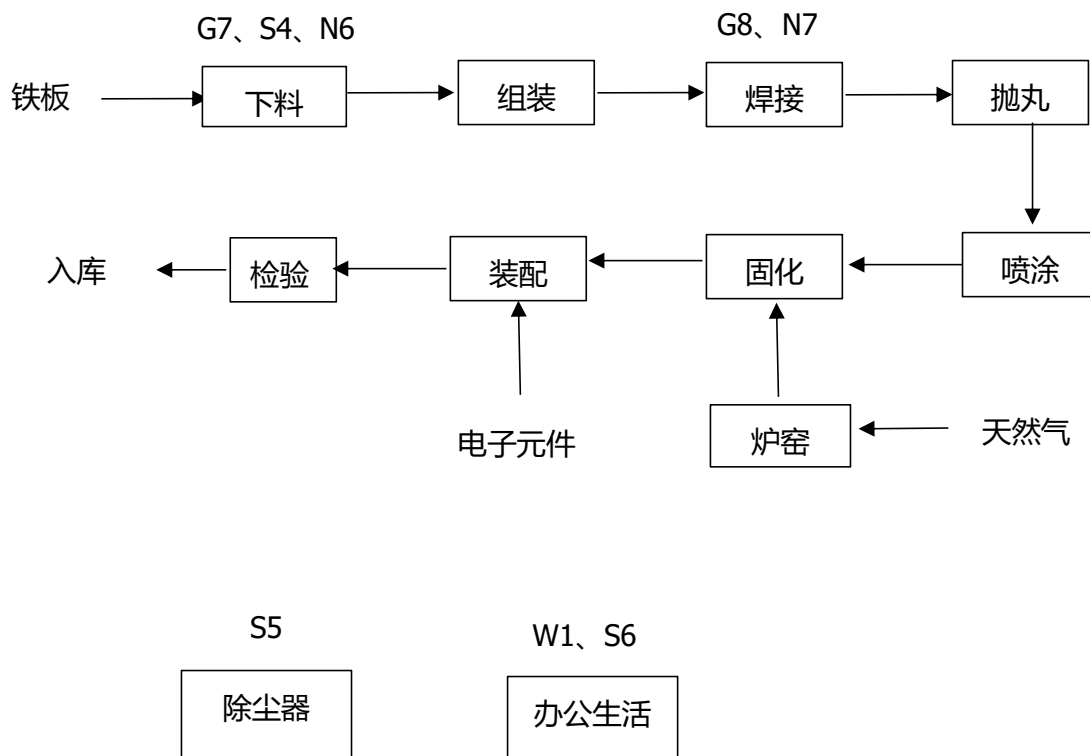 G7、S4、N6
G8、N7
铁板
下料
组装
焊接
抛丸
入库
检验
装配
固化
喷涂
电子元件
炉窑
天然气
S5
W1、S6
除尘器
办公生活